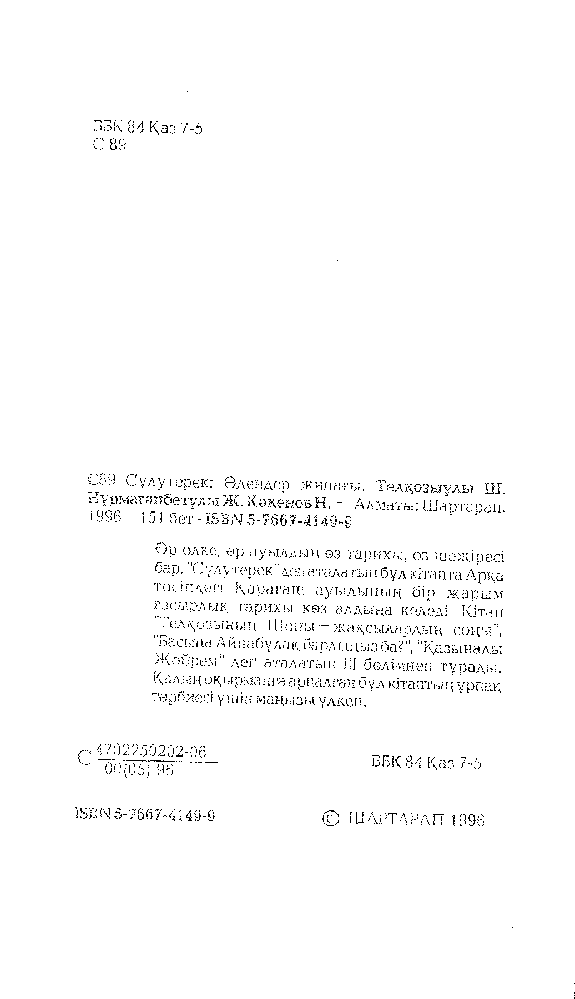 ББК 84 Қаз 7-5
С 89
С89 Сұлутерек: Өлендер жинағы. Телқозыұлы Ш.
Нұрмағанбетұлы Ж. Кәкенов Н. — Алматы: Шартарап,
1996 — 151 бет - ISBN 5-7667-4149-9
Әр өлке, әр ауылдың өз тарихы, өз шежіресі
бар. "Сұлутерек" деп аталатын бұл кітапта Арқа
төсіндегі Қарағаш ауылының бір жарым
ғасырлық тарихы көз алдыңа келеді. Кітап
"Телқозының Шоңы — жақсылардың соңы",
"Басына Айнабұлақ бардыңыз ба?", "Қазыналы
Жәйрем" деп аталатын III бөлімнен тұрады.
Қалың оқырманға арналған бұл кітаптың ұрпақ
тәрбиесі үшін маңызы үлкен.
С 4702250202-06
00(05) 96
ББК 84 Қаз 7-5
ISBN 5-7667-4149-9
© ШАРТАРАП 1996